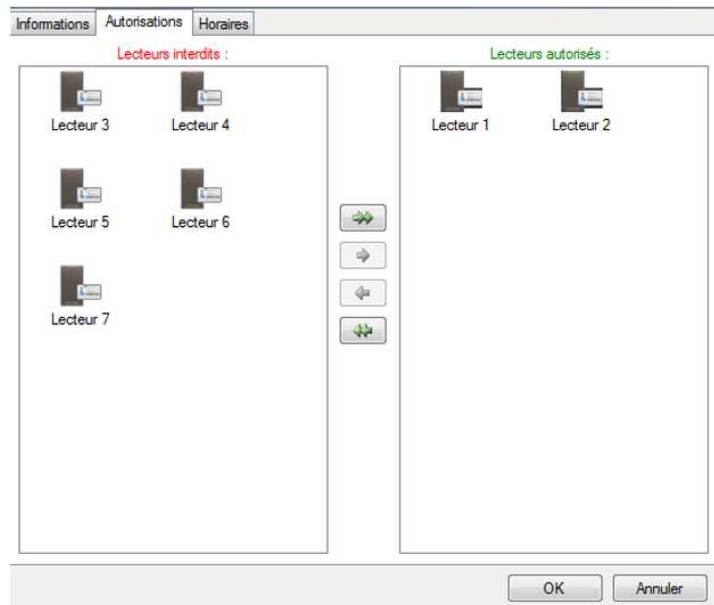 Informations Autorisations Horaires
Lecteurs interdits :
Lecteurs autorisés :
Lecteur 3 Lecteur 4
Lecteur 1 Lecteur 2
Lecteur 5 Lecteur 6
Lecteur 7
OK Annuler